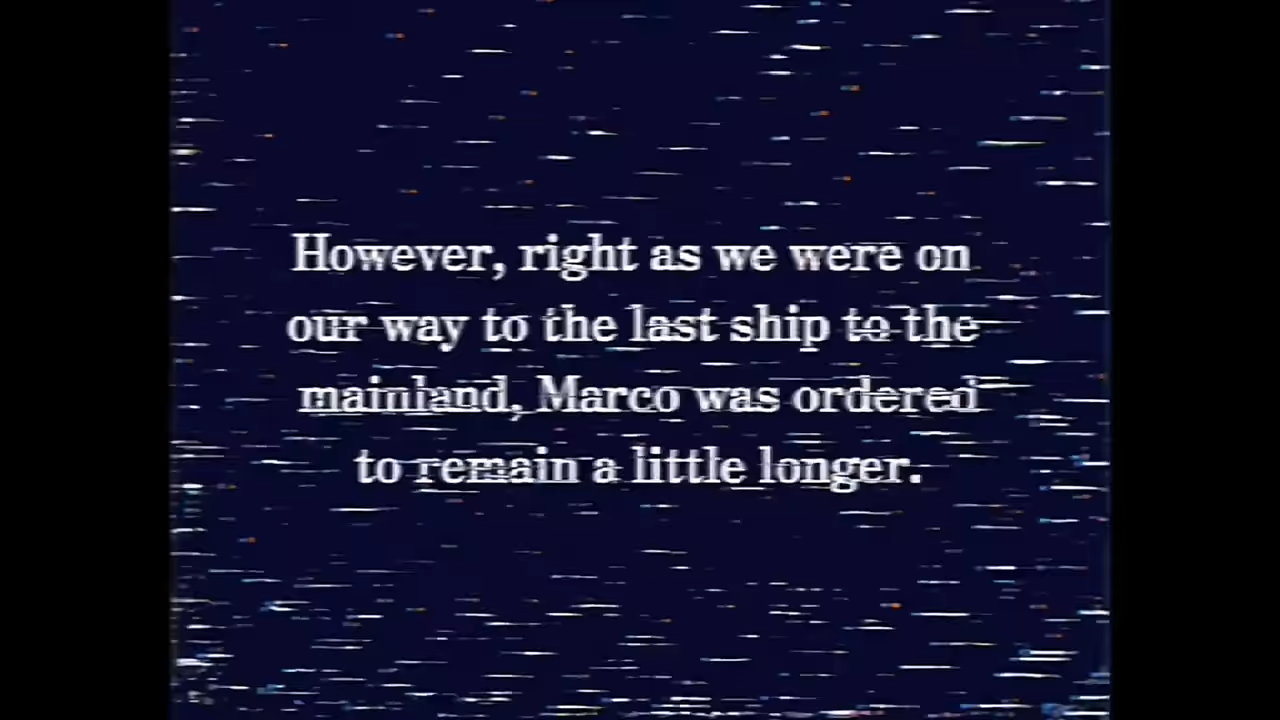 However, right as we were on
our way to the last ship to the
mainland, Marco was ordered
to remain a little longer.